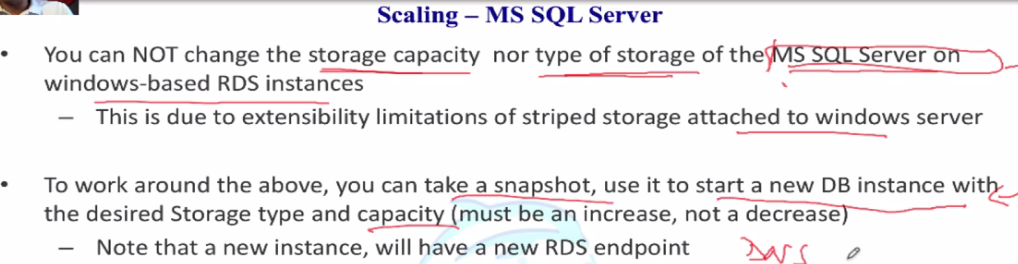 Scaling – MS SQL Server
• You can NOT change the storage capacity nor type of storage of the MS SQL Server on
windows-based RDS instances
– This is due to extensibility limitations of striped storage attached to windows server
• To work around the above, you can take a snapshot, use it to start a new DB instance with
the desired Storage type and capacity (must be an increase, not a decrease)
– Note that a new instance, will have a new RDS endpoint
DNS